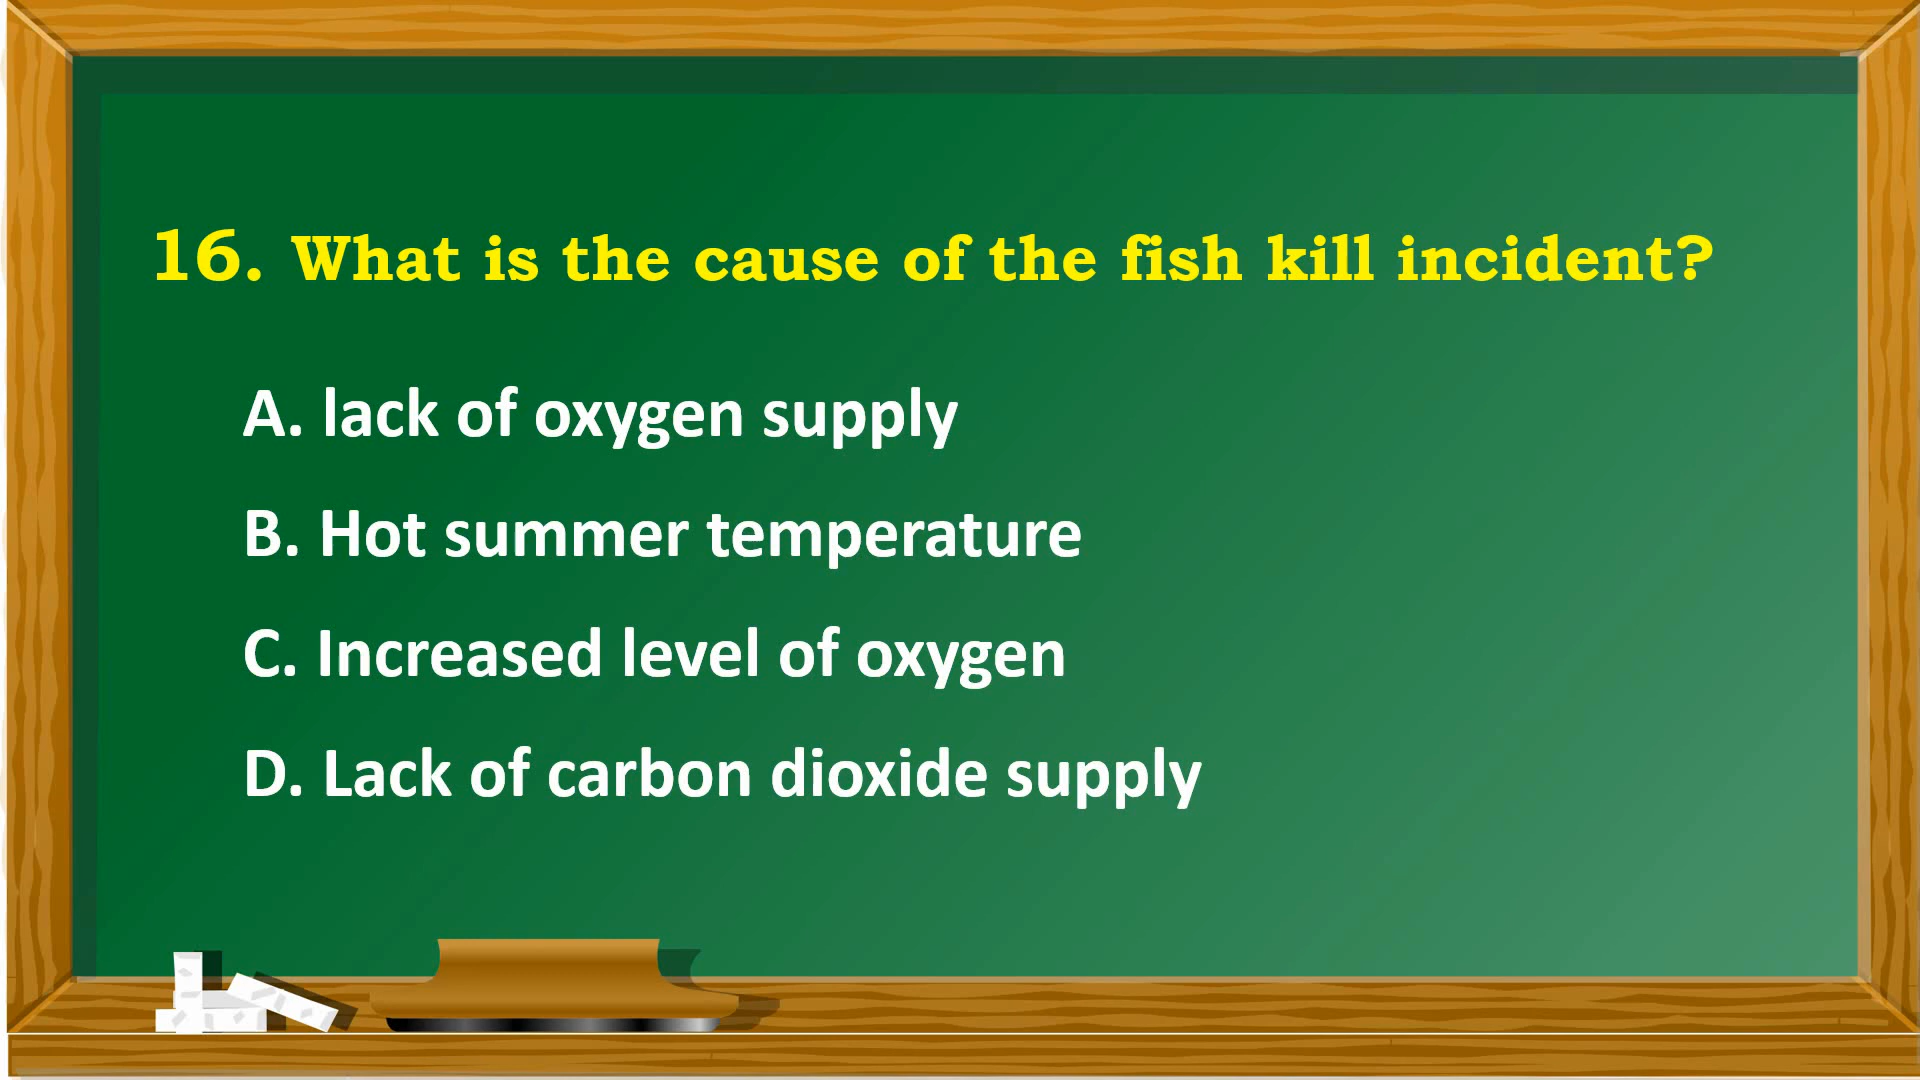 16. What is the cause of the fish kill incident?
A. lack of oxygen supply
B. Hot summer temperature
C. Increased level of oxygen
D. Lack of carbon dioxide supply